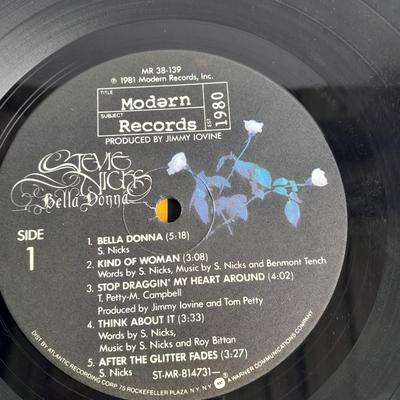 MR 38-139
℗ 1981 Modern Records, Inc.
TITLE
Modərn
SUBJECT
Records
EST 1980
PRODUCED BY JIMMY IOVINE
STEVIE
NICKS
Bella Donna
SIDE
1
1. BELLA DONNA (5:18)
S. Nicks
2. KIND OF WOMAN (3:08)
Words by S. Nicks, Music by S. Nicks and Benmont Tench
3. STOP DRAGGIN' MY HEART AROUND (4:02)
T. Petty-M. Campbell
Produced by Jimmy Iovine and Tom Petty
4. THINK ABOUT IT (3:33)
Words by S. Nicks,
Music by S. Nicks and Roy Bittan
5. AFTER THE GLITTER FADES (3:27)
S. Nicks
ST-MR-814731—
DIST BY ATLANTIC RECORDING CORP 75 ROCKEFELLER PLAZA, N.Y. N.Y. A WARNER COMMUNICATIONS COMPANY